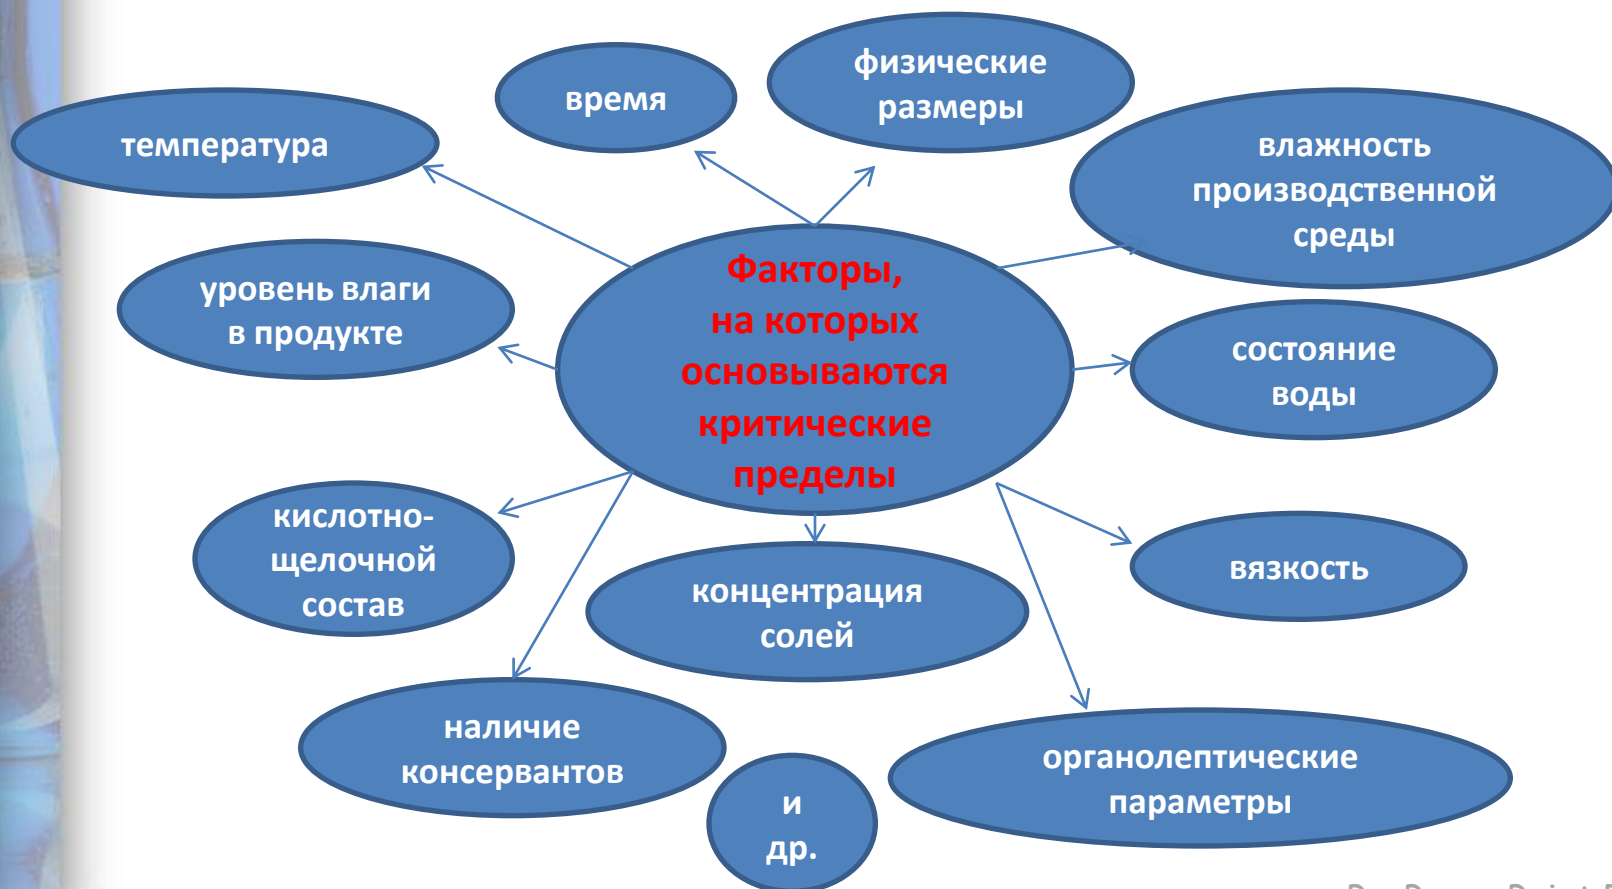 температура
время
физические
размеры
влажность
производственной
среды
уровень влаги
в продукте
Факторы,
на которых
основываются
критические
пределы
состояние
воды
кислотно-
щелочной
состав
концентрация
солей
вязкость
наличие
консервантов
и
др.
органолептические
параметры